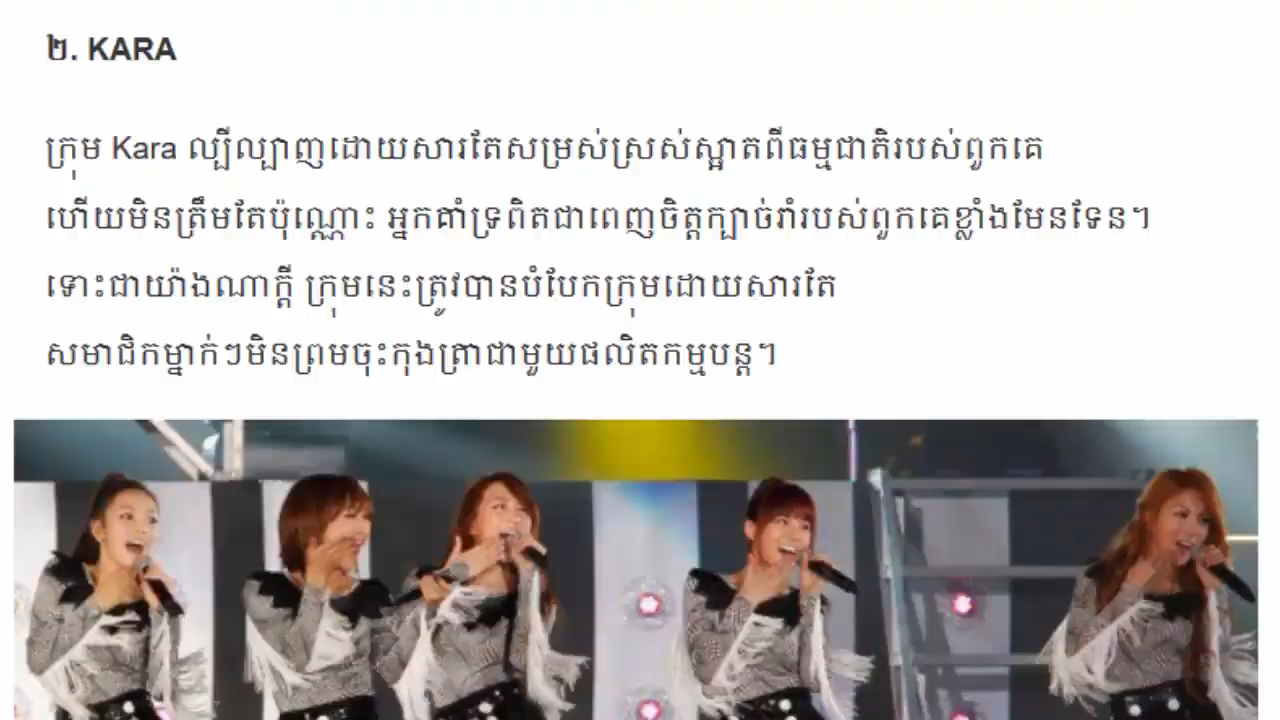 ២. KARA
ក្រុម Kara ល្បីល្បាញដោយសារតែសម្រស់ស្រស់ស្អាតពីធម្មជាតិរបស់ពួកគេ
ហើយមិនត្រឹមតែប៉ុណ្ណោះ អ្នកគាំទ្រពិតជាពេញចិត្តក្បាច់រាំរបស់ពួកគេខ្លាំងមែនទែន។
ទោះជាយ៉ាងណាក្តី ក្រុមនេះត្រូវបានបំបែកក្រុមដោយសារតែ
សមាជិកម្នាក់ៗមិនព្រមចុះកុងត្រាជាមួយផលិតកម្មបន្ត។